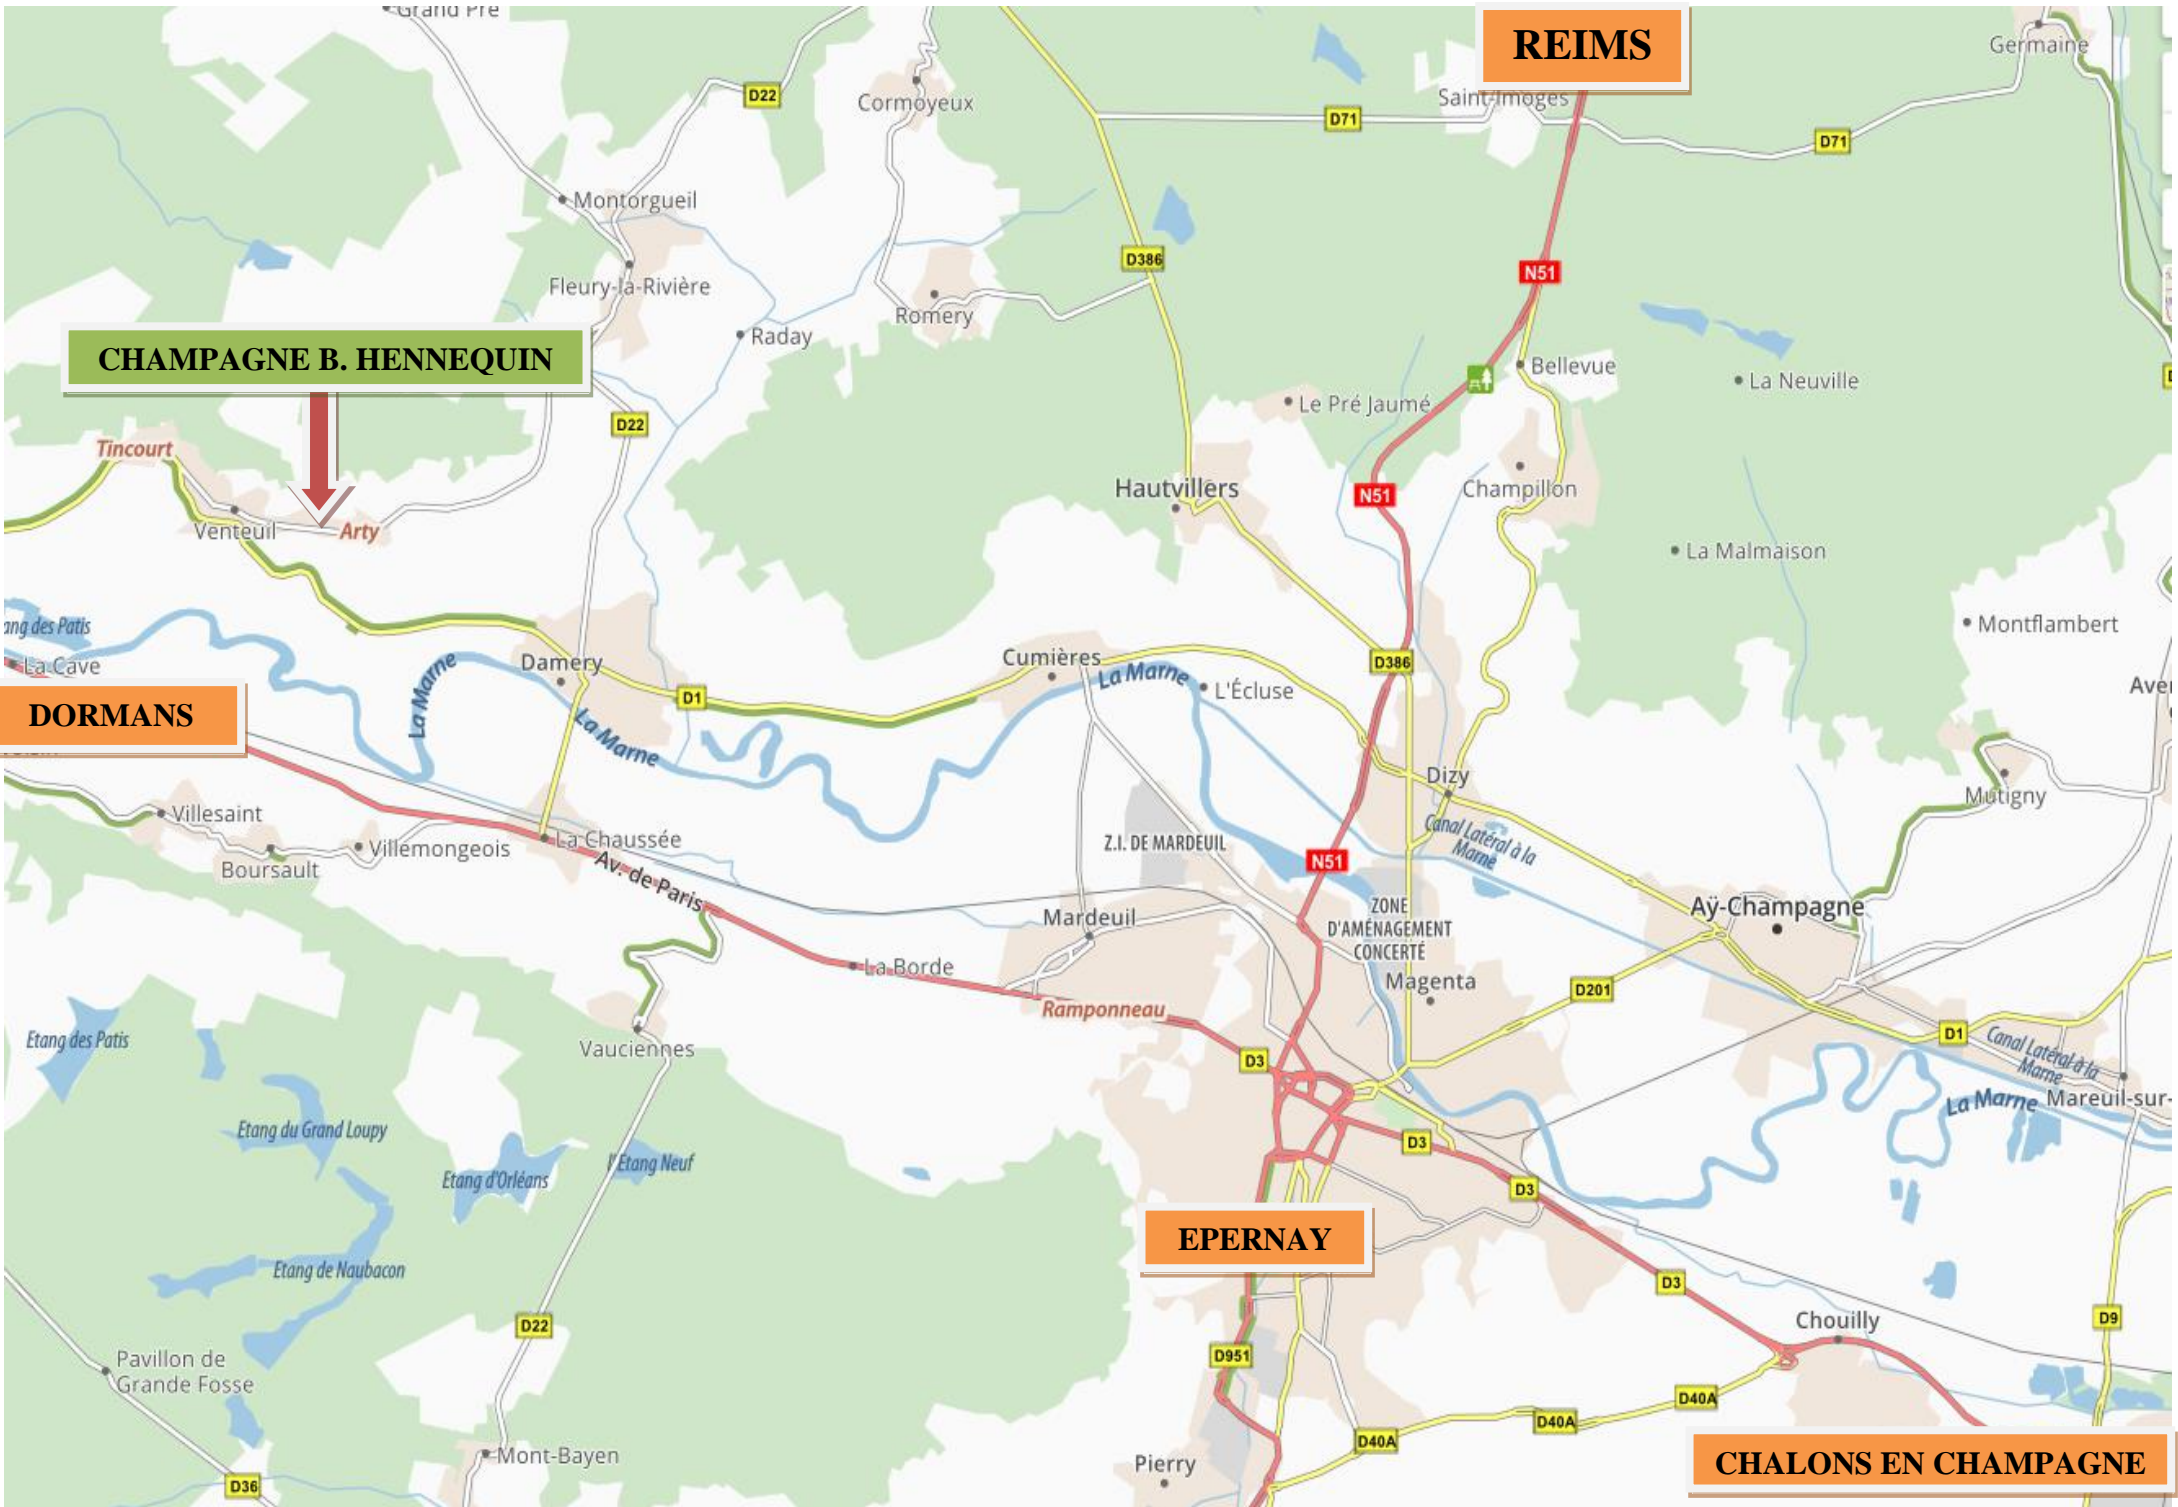 Grand Pré
REIMS
Germaine
Cormoyeux
D22
Saint-Imoges
D71
D71
Montorgueil
D386
N51
Fleury-la-Rivière
Romery
Raday
CHAMPAGNE B. HENNEQUIN
Bellevue
La Neuville
Le Pré Jaumé
D22
Tincourt
Hautvillers
N51
Champillon
Venteuil
Arty
La Malmaison
ang des Patis
Montflambert
La Cave
La Marne
Damery
Cumières
La Marne
L'Écluse
D386
D1
DORMANS
La Marne
Dizy
Mutigny
Villesaint
La Chaussée
Villemongeois
Boursault
Av. de Paris
Z.I. DE MARDEUIL
Canal Latéral à la
Marne
N51
Mardeuil
ZONE
D'AMÉNAGEMENT
CONCERTÉ
Aÿ-Champagne
La Borde
Magenta
D201
Ramponneau
Etang des Patis
Vauciennes
D3
D1
Canal Latéral à la
Marne
La Marne
Mareuil-sur-
Etang du Grand Loupy
D3
Etang d'Orléans
l'Etang Neuf
D3
EPERNAY
Etang de Naubacon
D3
D22
Chouilly
D9
Pavillon de
Grande Fosse
D951
D40A
D40A
D40A
Mont-Bayen
Pierry
CHALONS EN CHAMPAGNE
D36